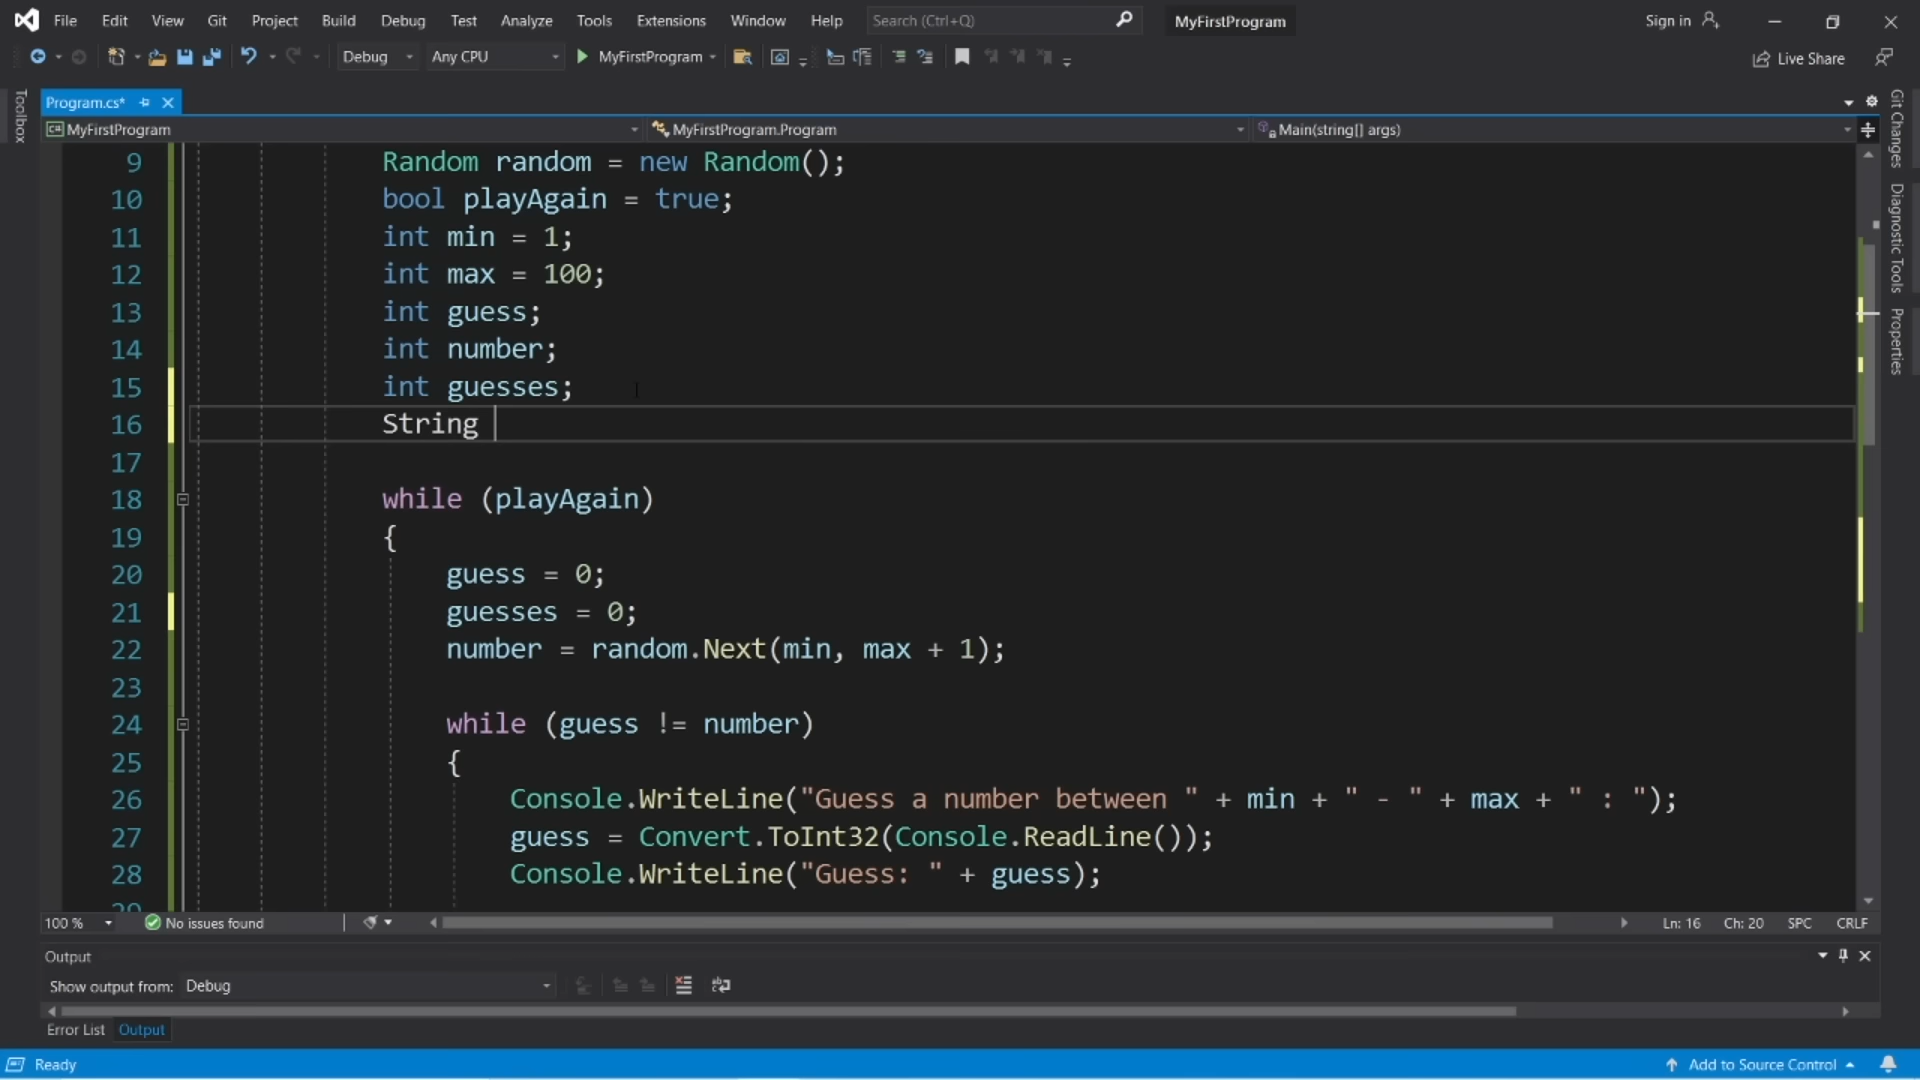 File Edit View Git Project Build Debug Test Analyze Tools Extensions Window Help Search (Ctrl+Q) MyFirstProgram Sign in
Debug Any CPU MyFirstProgram Live Share
Toolbox
Program.cs*
C# MyFirstProgram MyFirstProgram.Program Main(string[] args)
9 Random random = new Random();
10 bool playAgain = true;
11 int min = 1;
12 int max = 100;
13 int guess;
14 int number;
15 int guesses;
16 String
17
18 while (playAgain)
19 {
20 guess = 0;
21 guesses = 0;
22 number = random.Next(min, max + 1);
23
24 while (guess != number)
25 {
26 Console.WriteLine("Guess a number between " + min + " - " + max + " : ");
27 guess = Convert.ToInt32(Console.ReadLine());
28 Console.WriteLine("Guess: " + guess);
29
Git Changes
Diagnostic Tools
Properties
100 % No issues found Ln: 16 Ch: 20 SPC CRLF
Output
Show output from: Debug
Error List Output
Ready Add to Source Control